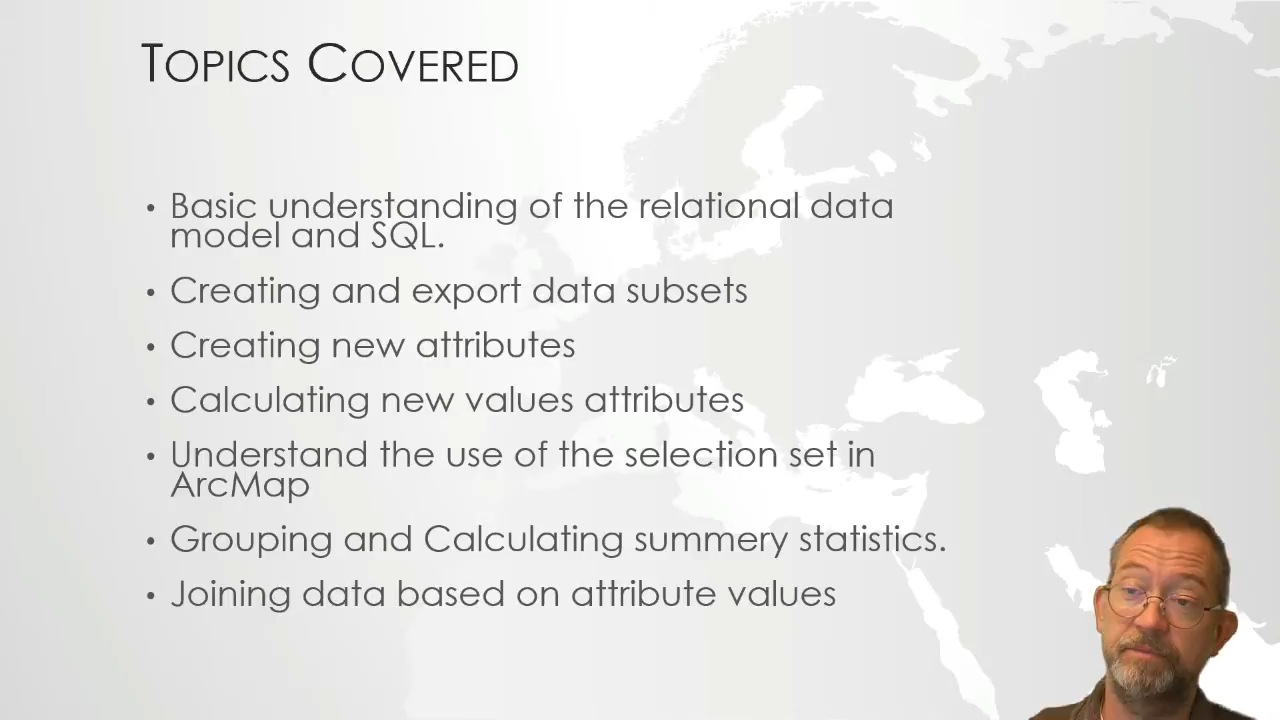 Topics Covered
• Basic understanding of the relational data
model and SQL.
• Creating and export data subsets
• Creating new attributes
• Calculating new values attributes
• Understand the use of the selection set in
ArcMap
• Grouping and Calculating summery statistics.
• Joining data based on attribute values